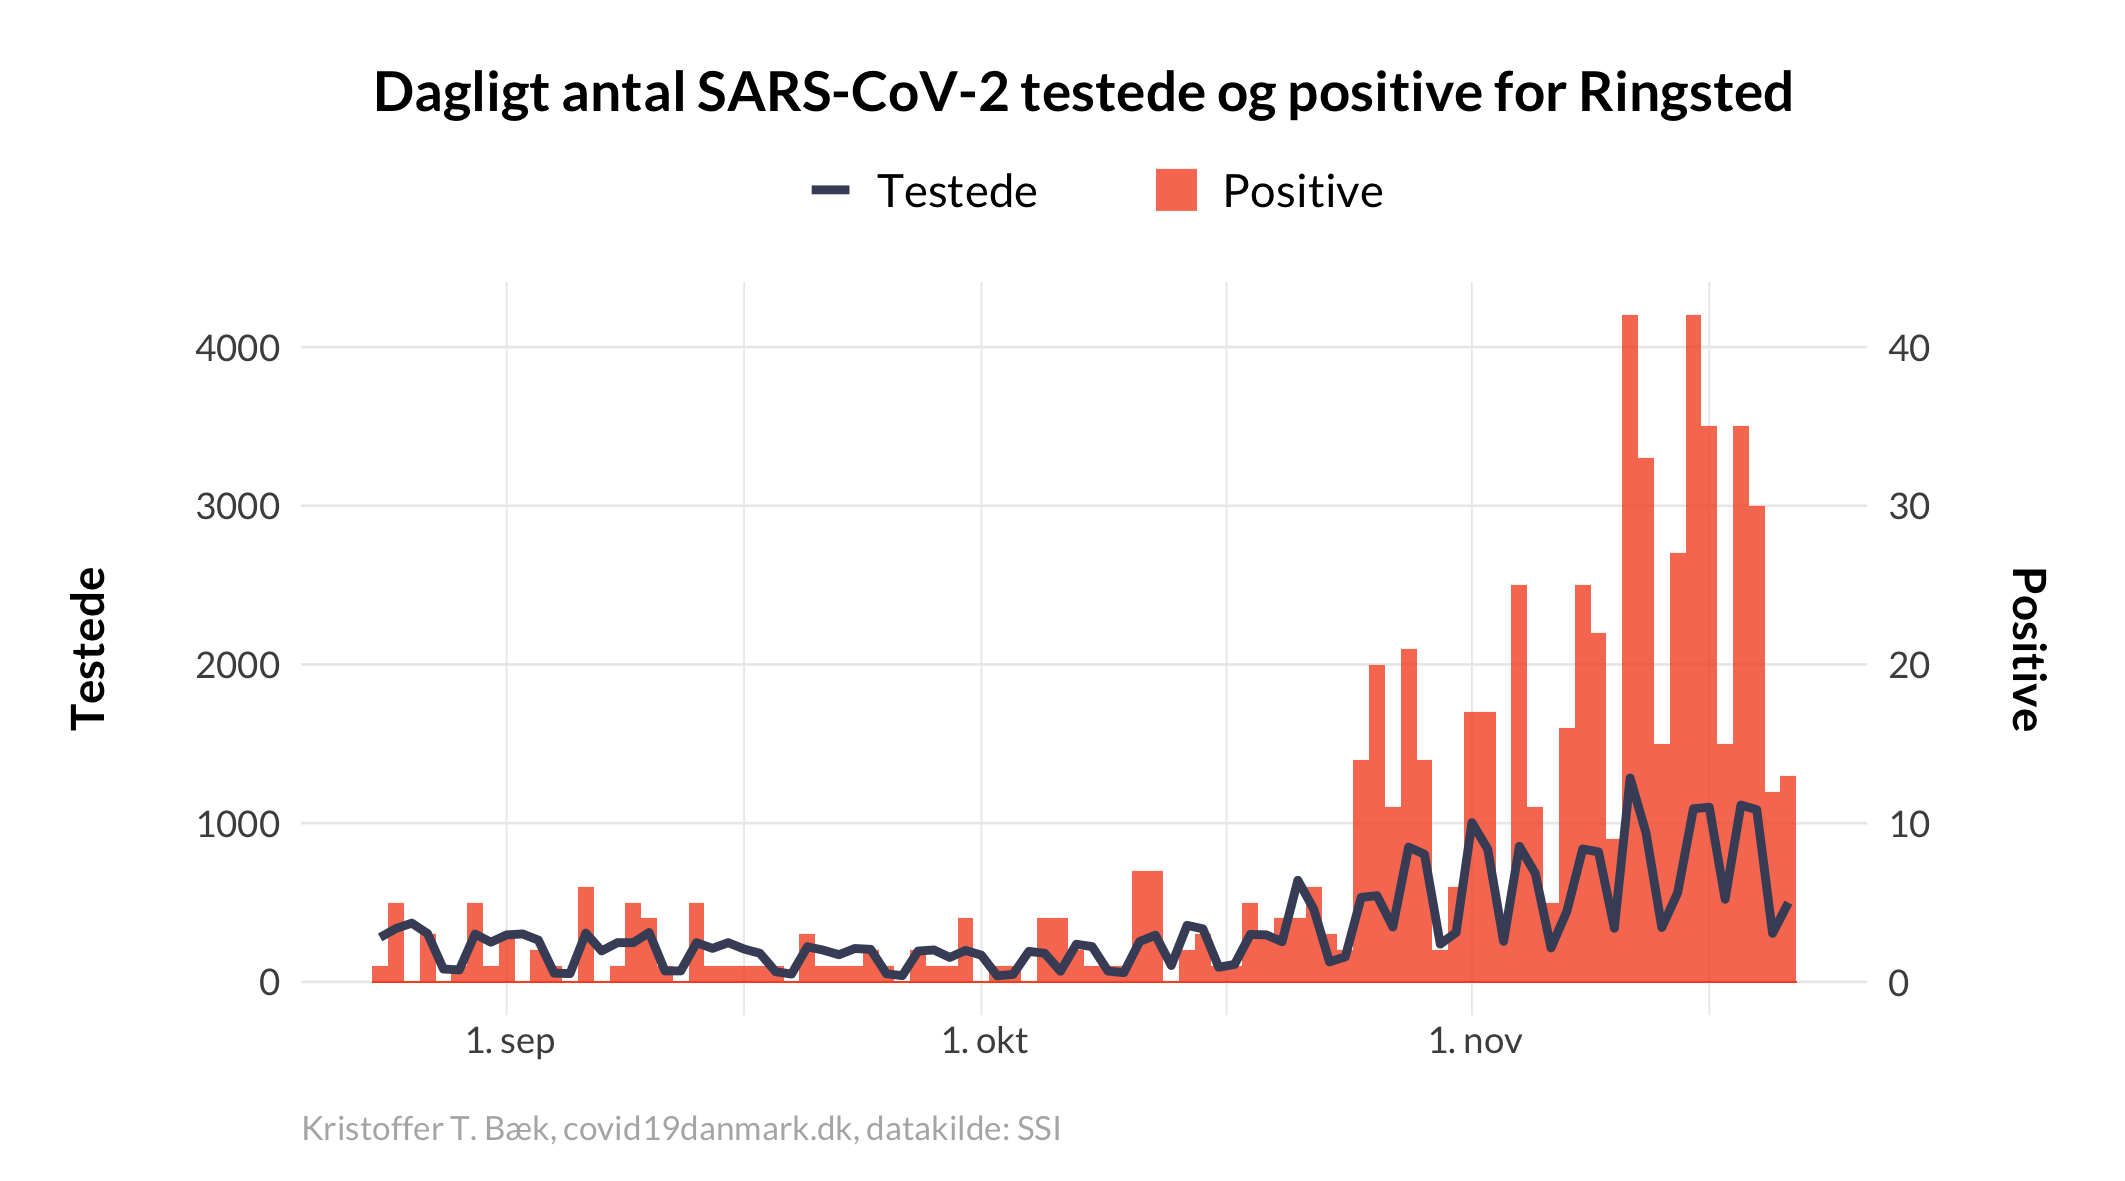 Dagligt antal SARS-CoV-2 testede og positive for Ringsted
Testede
Positive
4000
3000
2000
1000
0
40
30
20
10
0
Testede
Positive
1. sep
1. okt
1. nov
Kristoffer T. Bæk, covid19danmark.dk, datakilde: SSI